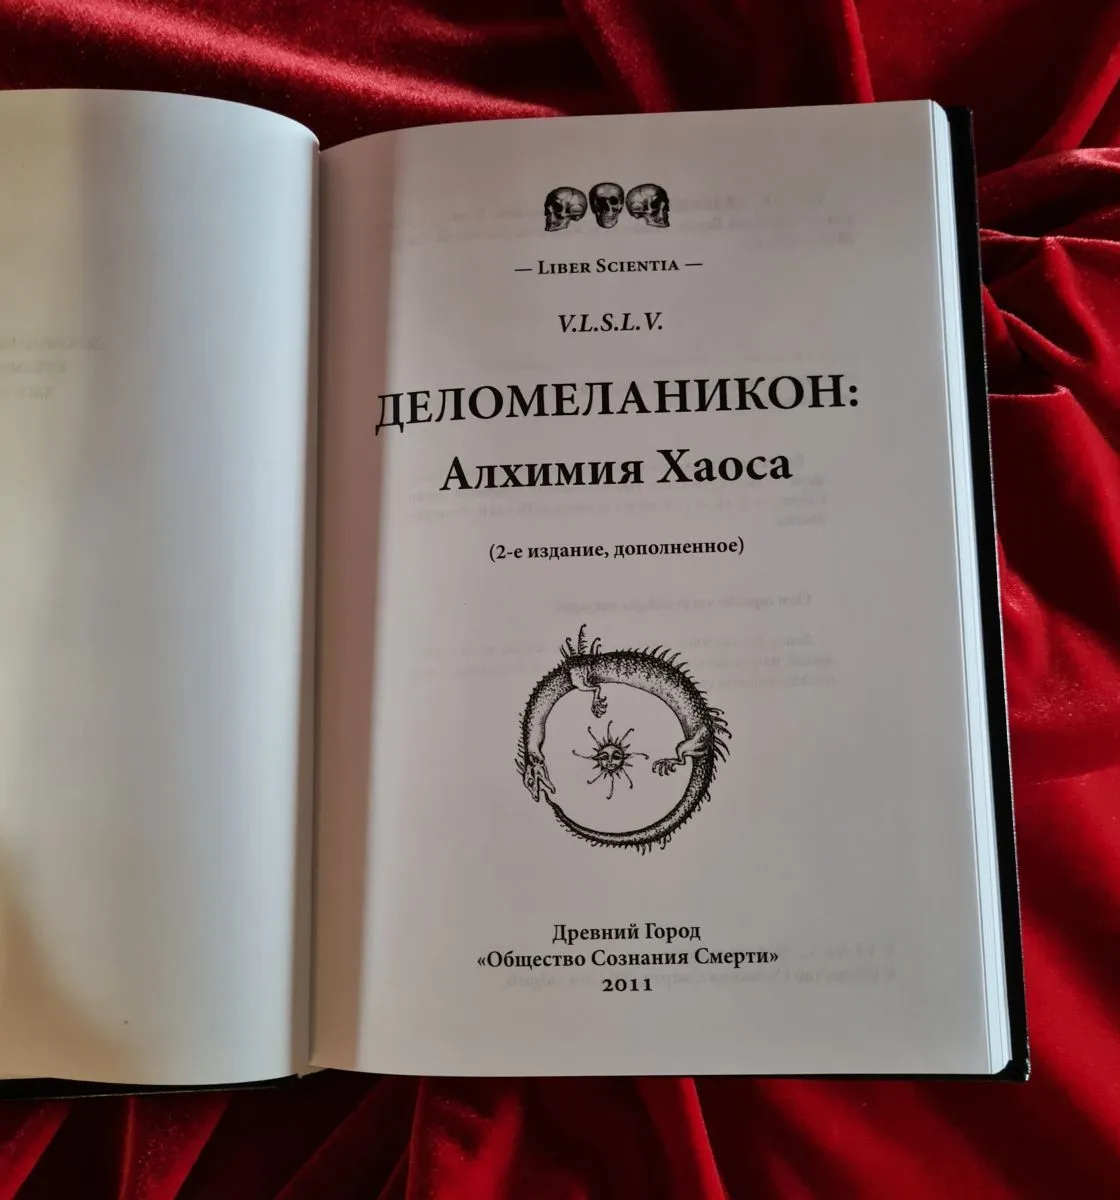 — Liber Scientia —
V.L.S.L.V.
ДЕЛОМЕЛАНИКОН:
Алхимия Хаоса
(2-е издание, дополненное)
Древний Город
«Общество Сознания Смерти»
2011